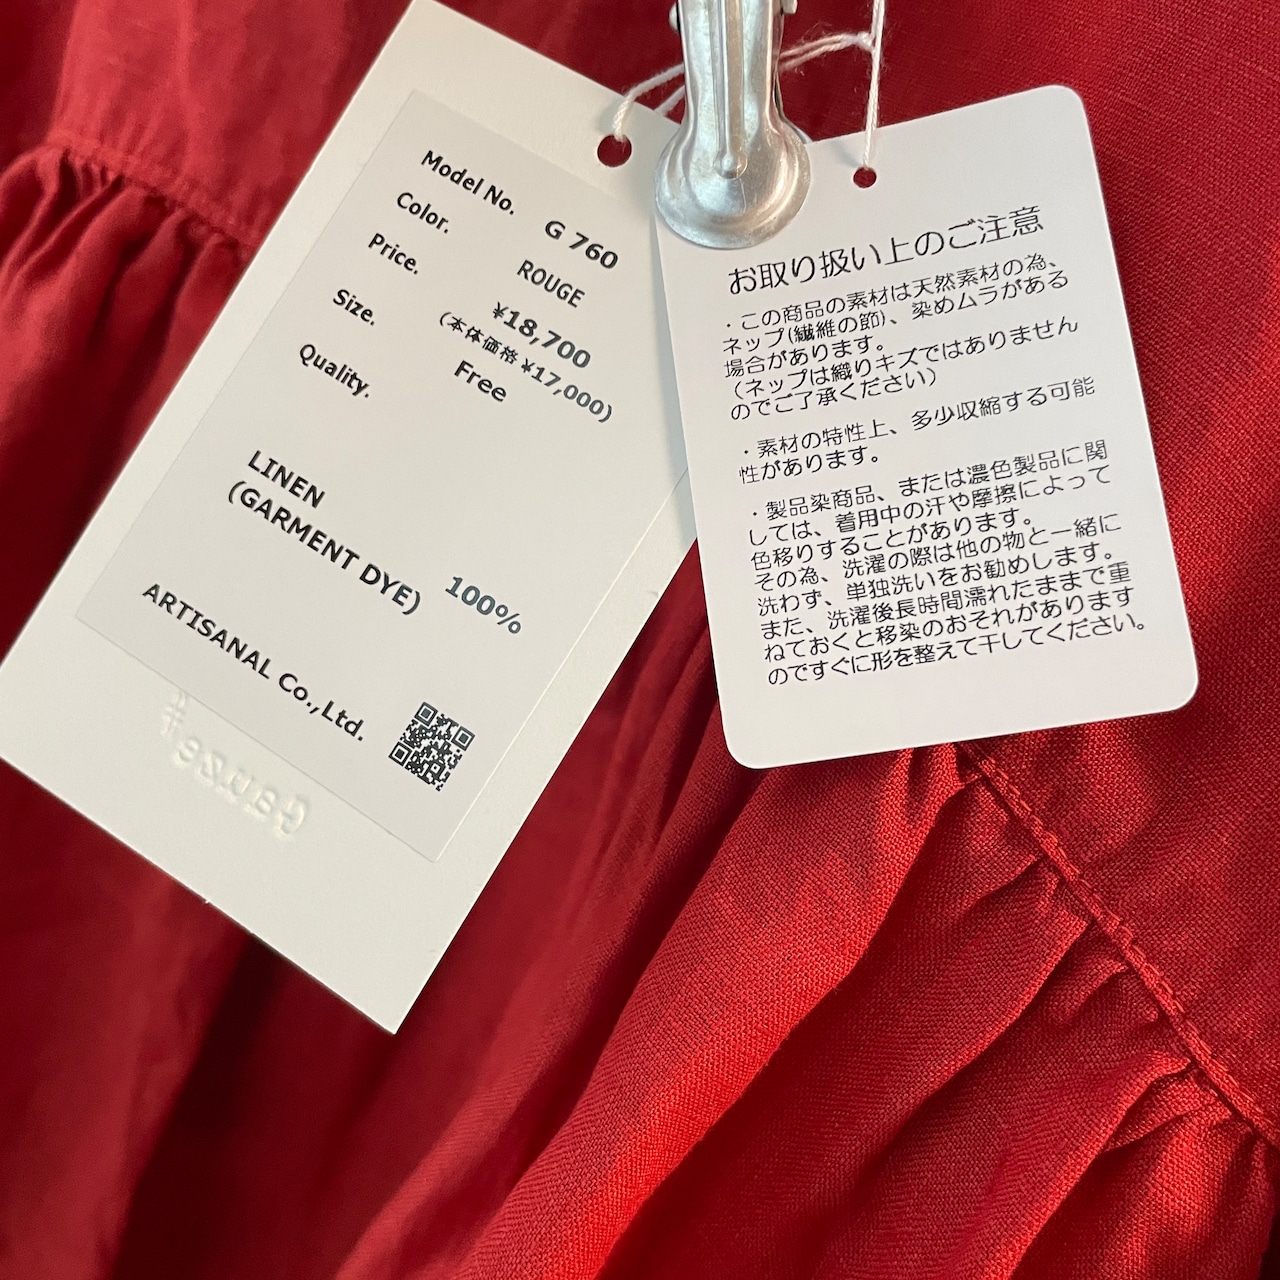 Model No. G 760
Color. ROUGE
Price. ¥18,700
(本体価格 ¥17,000)
Size. Free
Quality.
LINEN
(GARMENT DYE) 100%
ARTISANAL Co.,Ltd.
お取り扱い上のご注意
・この商品の素材は天然素材の為、
ネップ(繊維の節)、染めムラがある
場合があります。
（ネップは織りキズではありません
のでご了承ください）
・素材の特性上、多少収縮する可能
性があります。
・製品染商品、または濃色製品に関
しては、着用中の汗や摩擦によって
色移りすることがあります。
その為、洗濯の際は他の物と一緒に
洗わず、単独洗いをお勧めします。
また、洗濯後長時間濡れたままで重
ねておくと移染のおそれがあります
のですぐに形を整えて干してください。